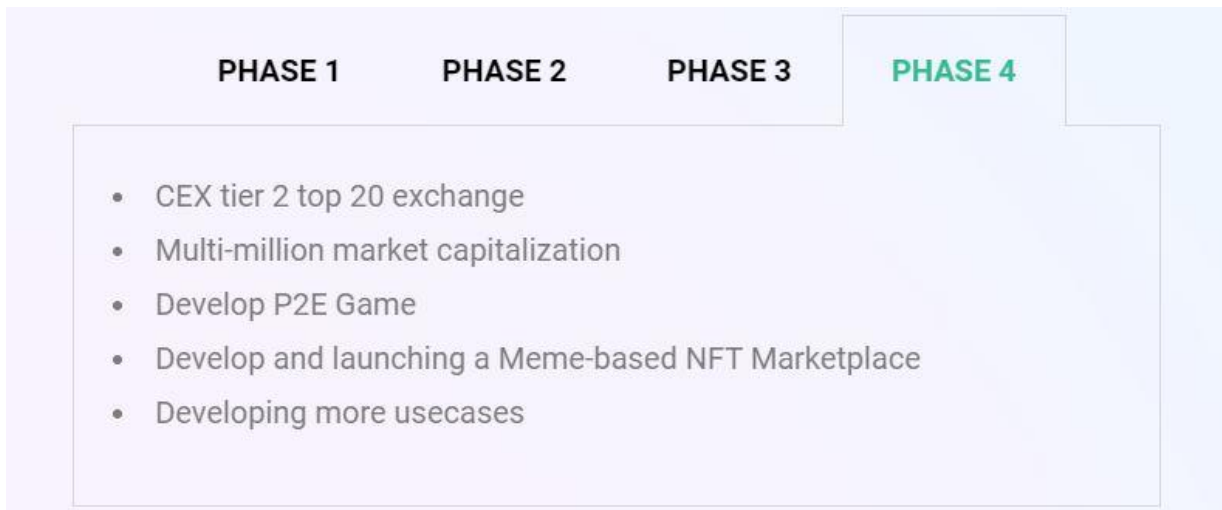 PHASE 1 PHASE 2 PHASE 3 PHASE 4
• CEX tier 2 top 20 exchange
• Multi-million market capitalization
• Develop P2E Game
• Develop and launching a Meme-based NFT Marketplace
• Developing more usecases